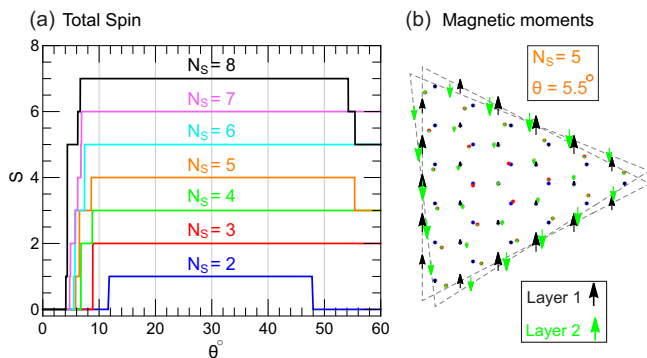 (a) Total Spin
8
6
4
2
0
S
N_S = 8
N_S = 7
N_S = 6
N_S = 5
N_S = 4
N_S = 3
N_S = 2
0 10 20 30 40 50 60
θ°
(b) Magnetic moments
N_S = 5
θ = 5.5°
Layer 1
Layer 2